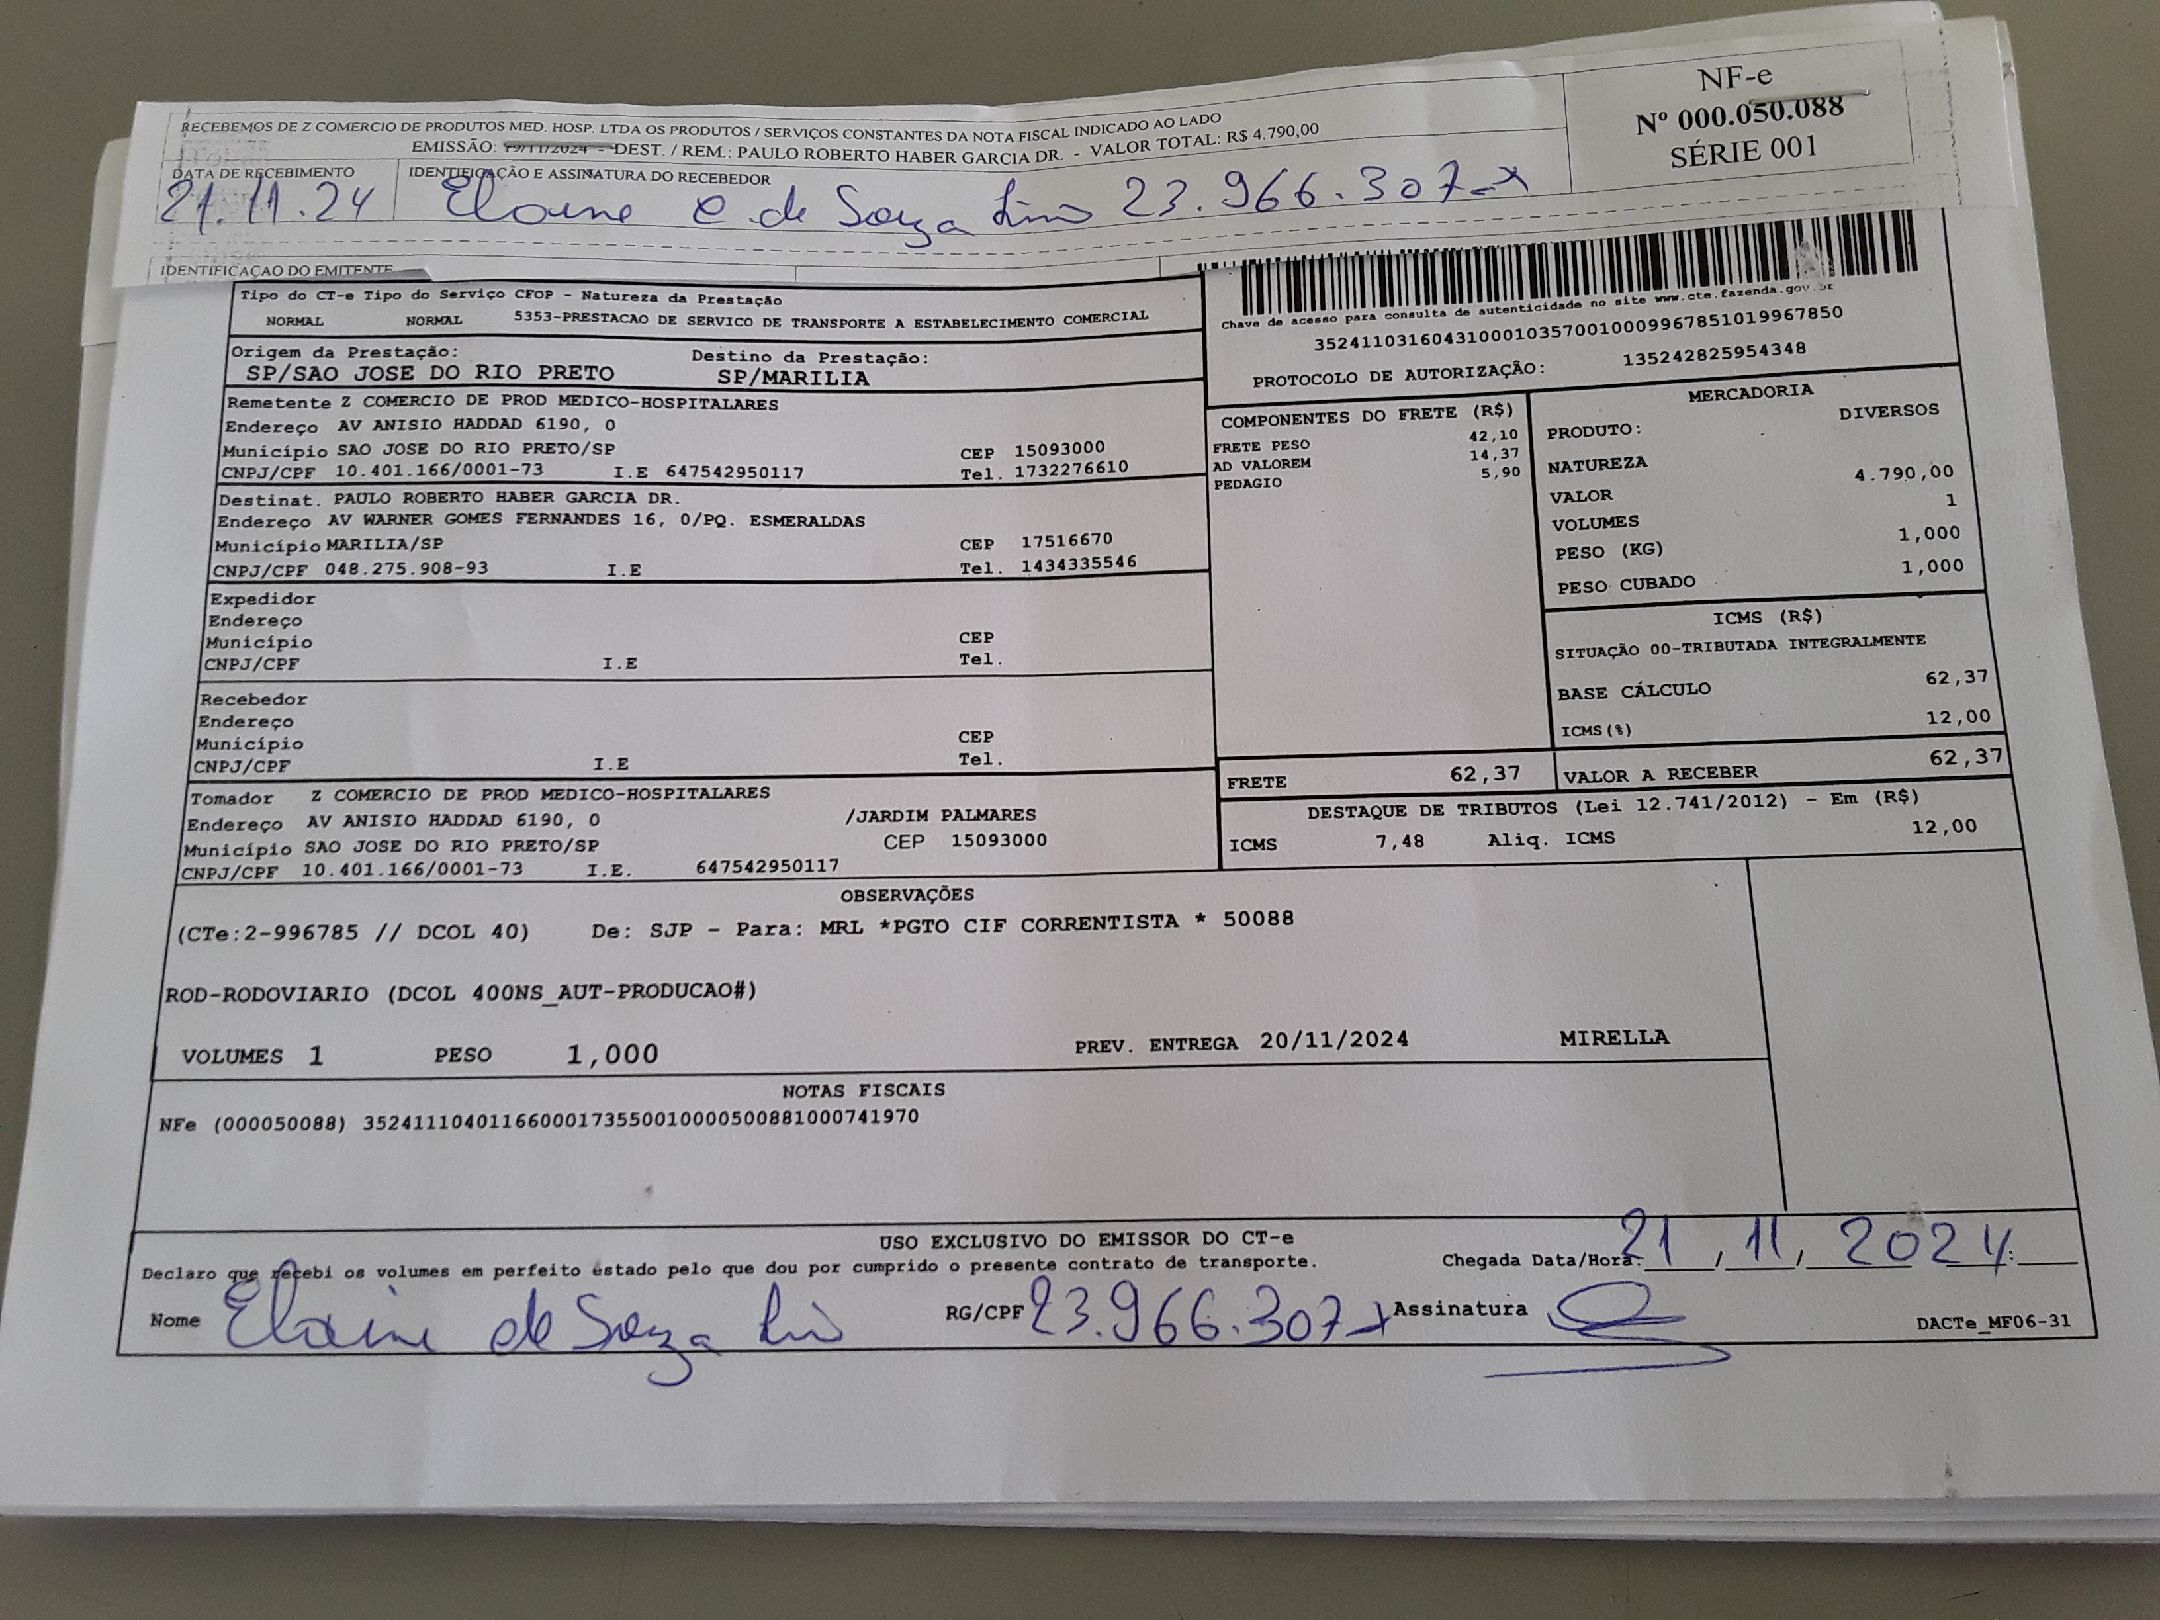 RECEBEMOS DE Z COMERCIO DE PRODUTOS MED. HOSP. LTDA OS PRODUTOS / SERVIÇOS CONSTANTES DA NOTA FISCAL INDICADO AO LADO
EMISSÃO: 19/11/2024 - DEST. / REM.: PAULO ROBERTO HABER GARCIA DR. - VALOR TOTAL: R$ 4.790,00
NF-e
Nº 000.050.088
SÉRIE 001
DATA DE RECEBIMENTO
IDENTIFICAÇÃO E ASSINATURA DO RECEBEDOR
21.11.24 Elaine C de Souza 23.966.307-x
IDENTIFICAÇÃO DO EMITENTE
Tipo do CT-e Tipo do Serviço CFOP - Natureza da Prestação
NORMAL NORMAL 5353-PRESTACAO DE SERVICO DE TRANSPORTE A ESTABELECIMENTO COMERCIAL
Chave de acesso para consulta de autenticidade no site www.cte.fazenda.gov.br
35241103160431000103570010009967851019967850
PROTOCOLO DE AUTORIZAÇÃO: 135242825954348
Origem da Prestação: Destino da Prestação:
SP/SAO JOSE DO RIO PRETO SP/MARILIA
Remetente Z COMERCIO DE PROD MEDICO-HOSPITALARES
Endereço AV ANISIO HADDAD 6190, 0
Município SAO JOSE DO RIO PRETO/SP CEP 15093000
CNPJ/CPF 10.401.166/0001-73 I.E 647542950117 Tel. 1732276610
Destinat. PAULO ROBERTO HABER GARCIA DR.
Endereço AV WARNER GOMES FERNANDES 16, 0/PQ. ESMERALDAS
Município MARILIA/SP CEP 17516670
CNPJ/CPF 048.275.908-93 I.E Tel. 1434335546
Expedidor
Endereço
Município CEP
CNPJ/CPF I.E Tel.
Recebedor
Endereço
Município CEP
CNPJ/CPF I.E Tel.
Tomador Z COMERCIO DE PROD MEDICO-HOSPITALARES
Endereço AV ANISIO HADDAD 6190, 0 /JARDIM PALMARES
Município SAO JOSE DO RIO PRETO/SP CEP 15093000
CNPJ/CPF 10.401.166/0001-73 I.E. 647542950117
COMPONENTES DO FRETE (R$)
FRETE PESO 42,10
AD VALOREM 14,37
PEDAGIO 5,90
MERCADORIA
PRODUTO: DIVERSOS
NATUREZA
VALOR 4.790,00
VOLUMES 1
PESO (KG) 1,000
PESO CUBADO 1,000
ICMS (R$)
SITUAÇÃO 00-TRIBUTADA INTEGRALMENTE
BASE CÁLCULO 62,37
ICMS(%) 12,00
FRETE 62,37 VALOR A RECEBER 62,37
DESTAQUE DE TRIBUTOS (Lei 12.741/2012) - Em (R$)
ICMS 7,48 Aliq. ICMS 12,00
OBSERVAÇÕES
(CTe:2-996785 // DCOL 40) De: SJP - Para: MRL *PGTO CIF CORRENTISTA * 50088
ROD-RODOVIARIO (DCOL 400NS_AUT-PRODUCAO#)
VOLUMES 1 PESO 1,000 PREV. ENTREGA 20/11/2024 MIRELLA
NOTAS FISCAIS
NFe (000050088) 35241110401166000173550010000500881000741970
USO EXCLUSIVO DO EMISSOR DO CT-e
Declaro que recebi os volumes em perfeito estado pelo que dou por cumprido o presente contrato de transporte.
Chegada Data/Hora: 21, 11, 2024 :
Nome Elaine de Souza RG/CPF 23.966.307-x Assinatura
DACTe_MF06-31